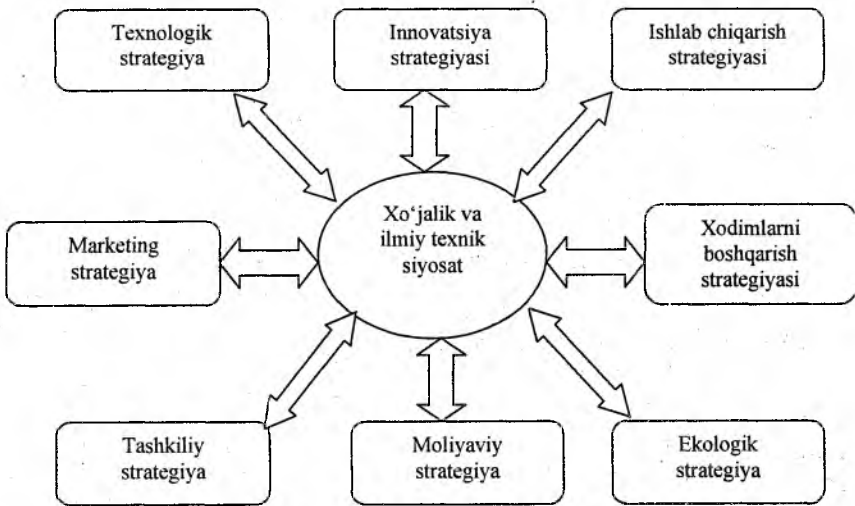 Texnologik
strategiya
Innovatsiya
strategiyasi
Ishlab chiqarish
strategiyasi
Marketing
strategiya
Xo‘jalik va
ilmiy texnik
siyosat
Xodimlarni
boshqarish
strategiyasi
Tashkiliy
strategiya
Moliyaviy
strategiya
Ekologik
strategiya